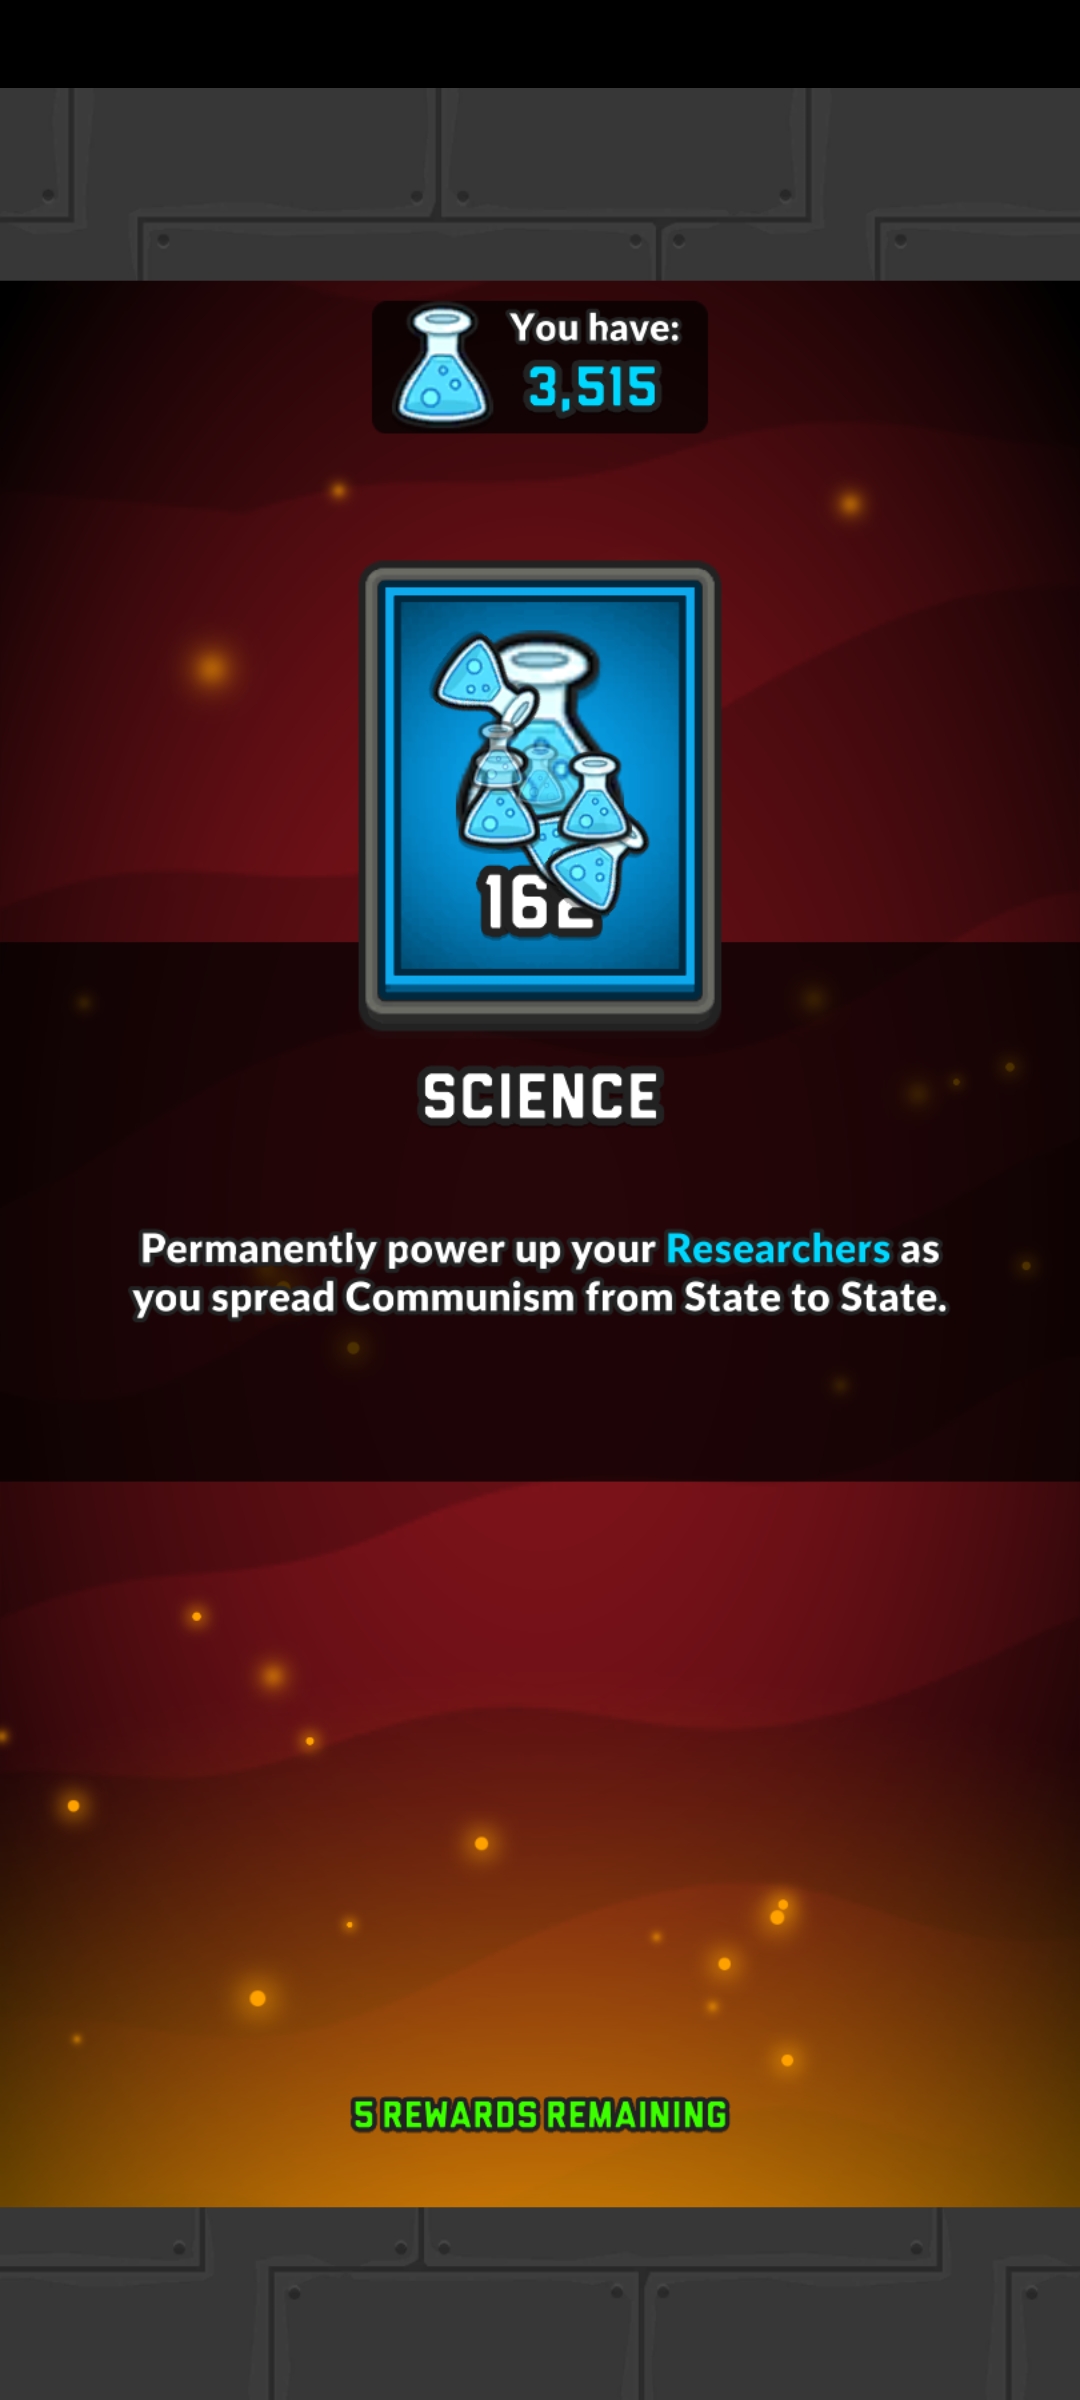 You have:
3,515
162
SCIENCE
Permanently power up your Researchers as
you spread Communism from State to State.
5 REWARDS REMAINING